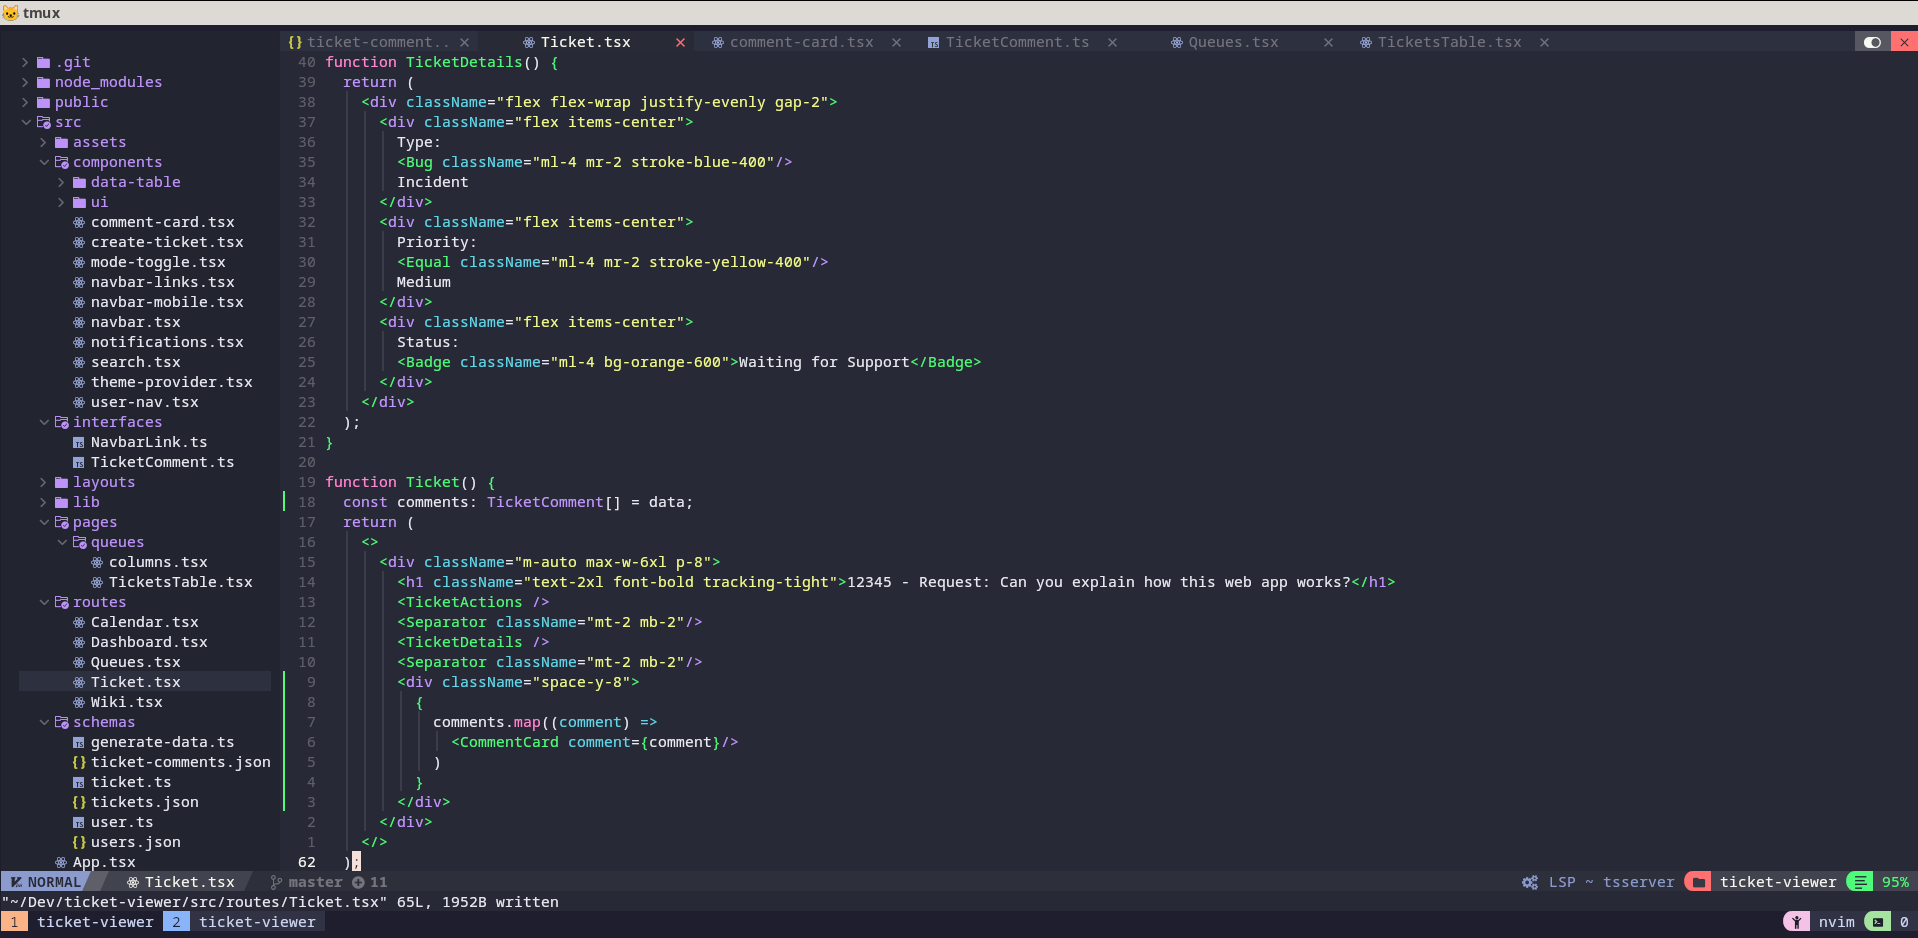 tmux
ticket-comment.. Ticket.tsx comment-card.tsx TicketComment.ts Queues.tsx TicketsTable.tsx
.git
node_modules
public
src
assets
components
data-table
ui
comment-card.tsx
create-ticket.tsx
mode-toggle.tsx
navbar-links.tsx
navbar-mobile.tsx
navbar.tsx
notifications.tsx
search.tsx
theme-provider.tsx
user-nav.tsx
interfaces
NavbarLink.ts
TicketComment.ts
layouts
lib
pages
queues
columns.tsx
TicketsTable.tsx
routes
Calendar.tsx
Dashboard.tsx
Queues.tsx
Ticket.tsx
Wiki.tsx
schemas
generate-data.ts
ticket-comments.json
ticket.ts
tickets.json
user.ts
users.json
App.tsx
40 function TicketDetails() {
39 return (
38 <div className="flex flex-wrap justify-evenly gap-2">
37 <div className="flex items-center">
36 Type:
35 <Bug className="ml-4 mr-2 stroke-blue-400"/>
34 Incident
33 </div>
32 <div className="flex items-center">
31 Priority:
30 <Equal className="ml-4 mr-2 stroke-yellow-400"/>
29 Medium
28 </div>
27 <div className="flex items-center">
26 Status:
25 <Badge className="ml-4 bg-orange-600">Waiting for Support</Badge>
24 </div>
23 </div>
22 );
21 }
20
19 function Ticket() {
18 const comments: TicketComment[] = data;
17 return (
16 <>
15 <div className="m-auto max-w-6xl p-8">
14 <h1 className="text-2xl font-bold tracking-tight">12345 - Request: Can you explain how this web app works?</h1>
13 <TicketActions />
12 <Separator className="mt-2 mb-2"/>
11 <TicketDetails />
10 <Separator className="mt-2 mb-2"/>
9 <div className="space-y-8">
8 {
7 comments.map((comment) =>
6 <CommentCard comment={comment}/>
5 )
4 }
3 </div>
2 </div>
1 </>
62 );
NORMAL Ticket.tsx master 11 LSP ~ tsserver ticket-viewer 95%
"~/Dev/ticket-viewer/src/routes/Ticket.tsx" 65L, 1952B written
1 ticket-viewer 2 ticket-viewer nvim 0